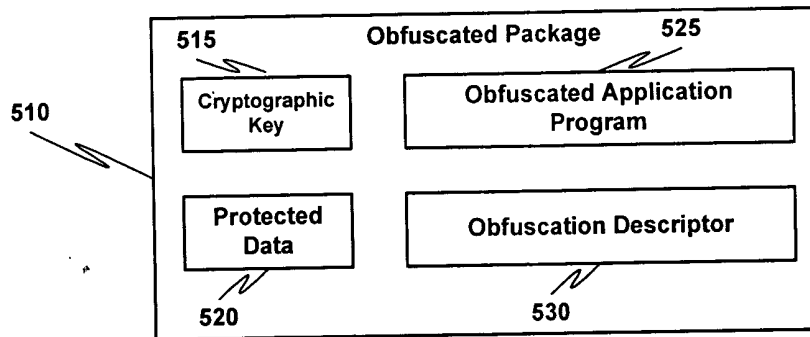 515
Obfuscated Package
525
Cryptographic
Key
Obfuscated Application
Program
510
Protected
Data
Obfuscation Descriptor
520
530